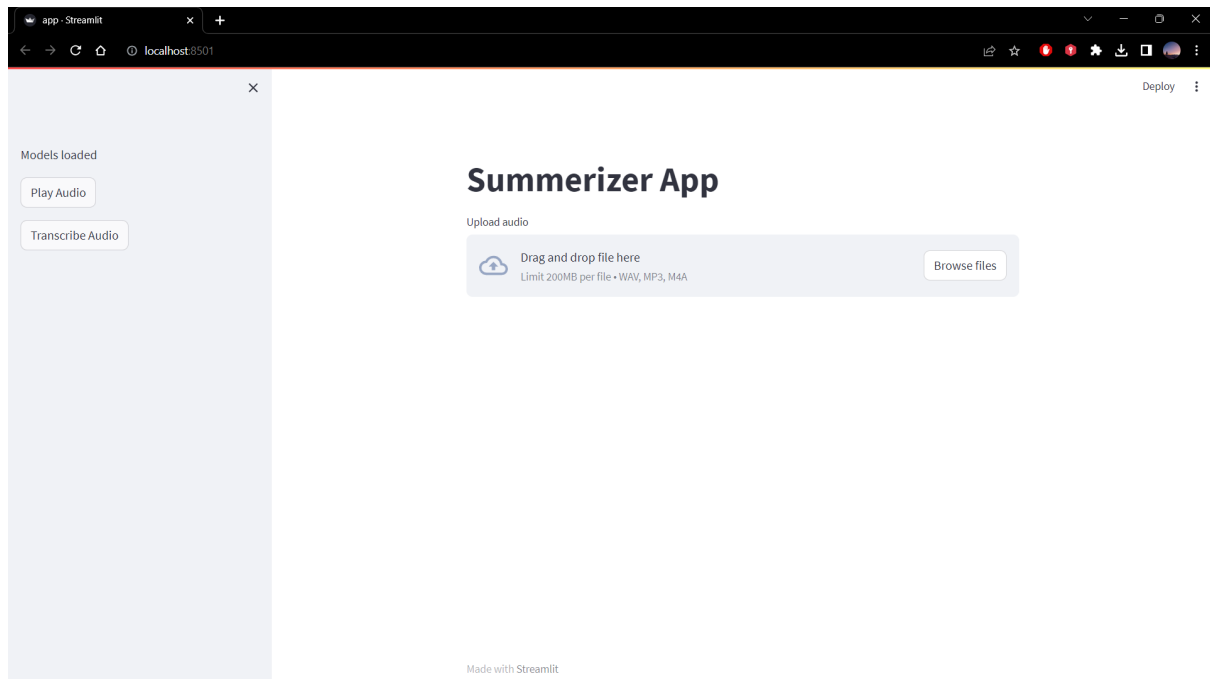 app · Streamlit
localhost:8501
Deploy
Models loaded
Play Audio
Transcribe Audio
Summerizer App
Upload audio
Drag and drop file here
Limit 200MB per file • WAV, MP3, M4A
Browse files
Made with Streamlit